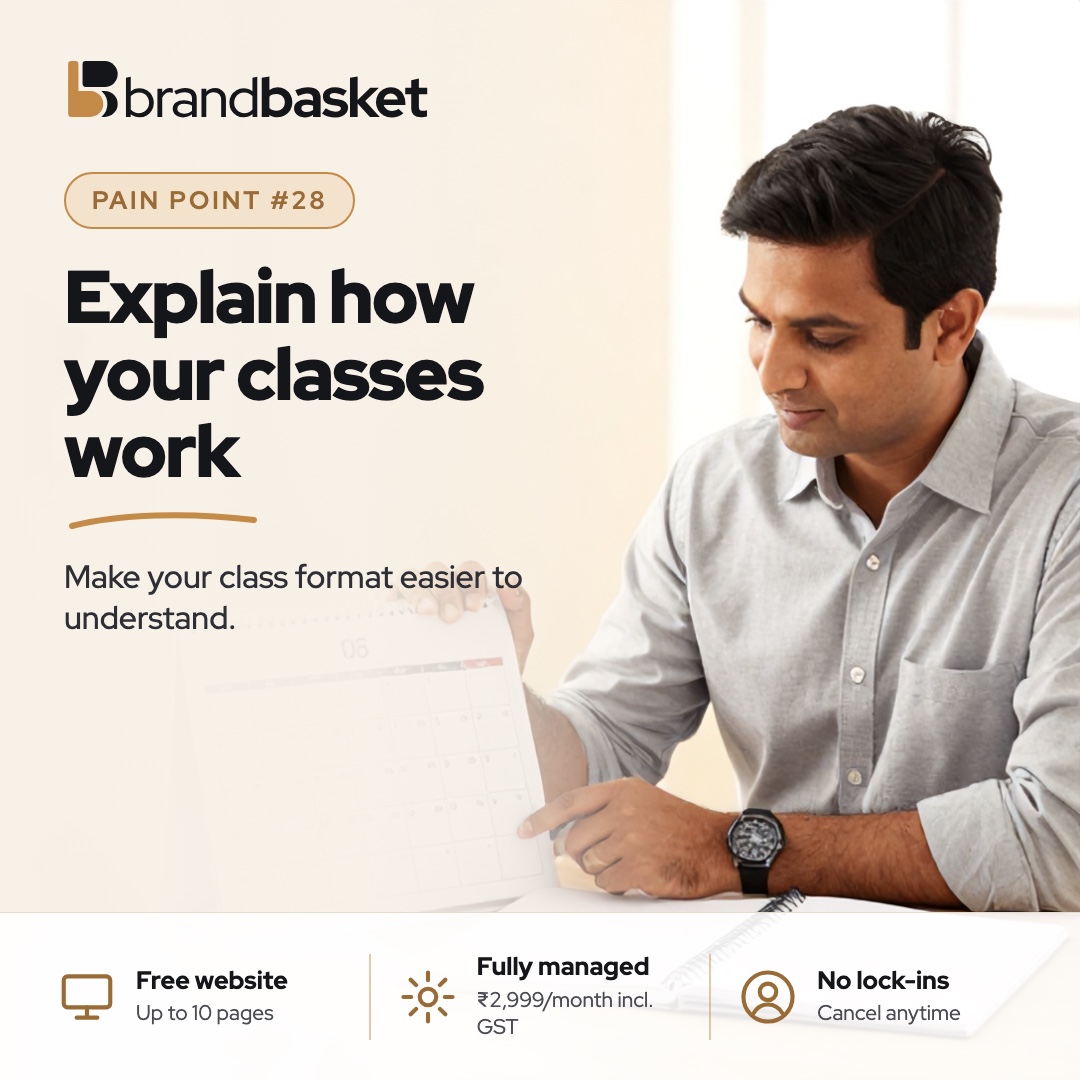 brandbasket
PAIN POINT #28
Explain how
your classes
work
Make your class format easier to
understand.
06
Free website
Up to 10 pages
Fully managed
₹2,999/month incl.
GST
No lock-ins
Cancel anytime